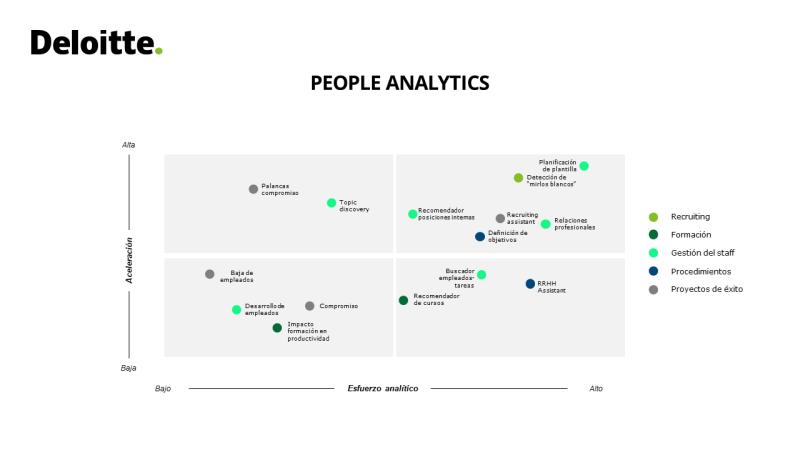 Deloitte.
PEOPLE ANALYTICS
Alta
Aceleración
Baja
Palancas
compromiso
Topic
discovery
Planificación
de plantilla
Detección de
"mirlos blancos"
Recomendador
posiciones internas
Recruiting
assistant
Relaciones
profesionales
Definición de
objetivos
Baja de
empleados
Desarrollo de
empleados
Compromiso
Impacto
formación en
productividad
Buscador
empleados-
tareas
RRHH
Assistant
Recomendador
de cursos
Recruiting
Formación
Gestión del staff
Procedimientos
Proyectos de éxito
Bajo
Esfuerzo analítico
Alto